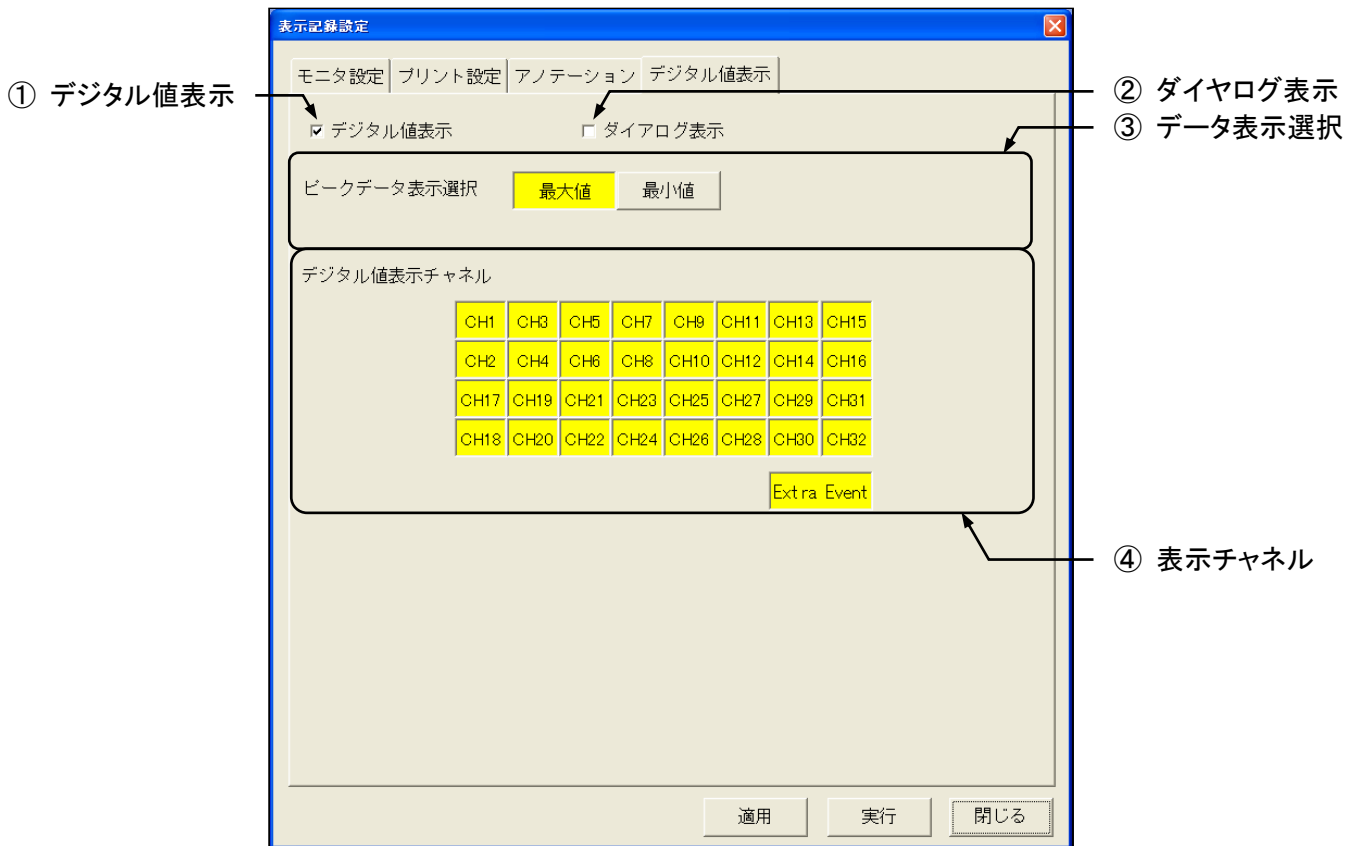 表示記録設定
モニタ設定 プリント設定 アノテーション デジタル値表示
① デジタル値表示
② ダイヤログ表示
デジタル値表示 ダイアログ表示
③ データ表示選択
ピークデータ表示選択 最大値 最小値
デジタル値表示チャネル
CH1 CH3 CH5 CH7 CH9 CH11 CH13 CH15
CH2 CH4 CH6 CH8 CH10 CH12 CH14 CH16
CH17 CH19 CH21 CH23 CH25 CH27 CH29 CH31
CH18 CH20 CH22 CH24 CH26 CH28 CH30 CH32
Extra Event
④ 表示チャネル
適用 実行 閉じる